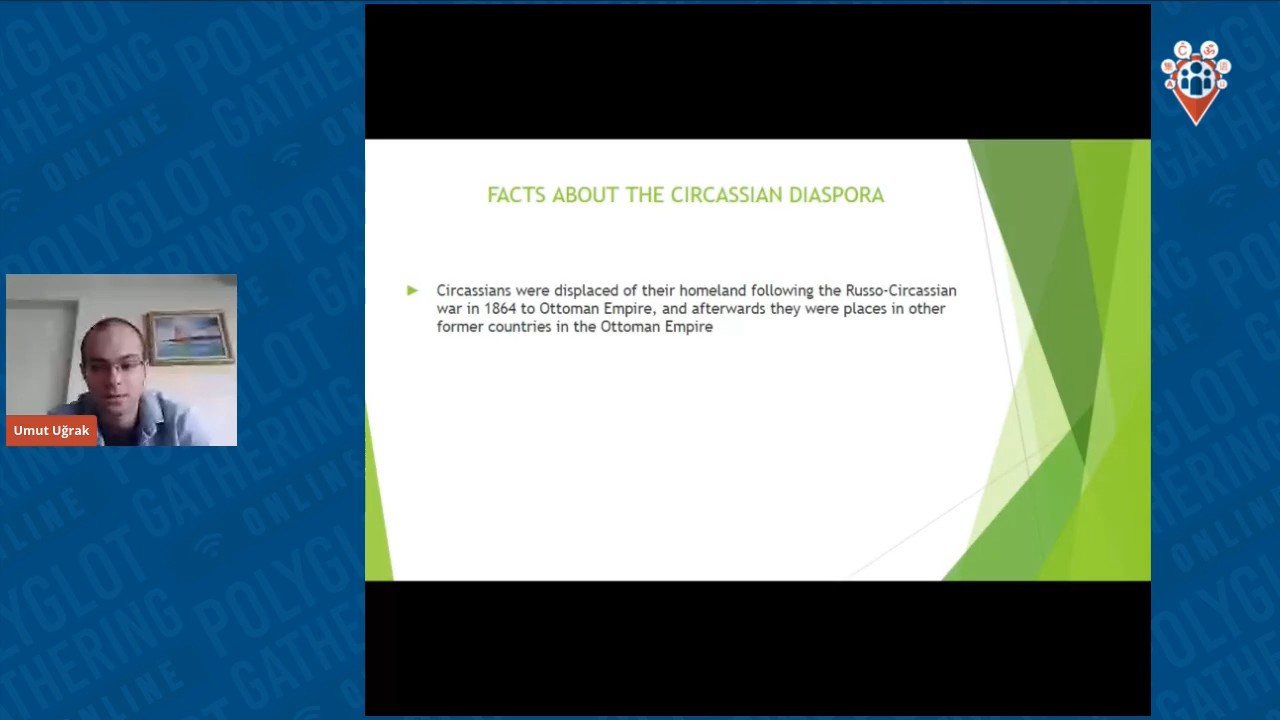 FACTS ABOUT THE CIRCASSIAN DIASPORA
Circassians were displaced of their homeland following the Russo-Circassian
war in 1864 to Ottoman Empire, and afterwards they were places in other
former countries in the Ottoman Empire
Umut Uğrak
POLYGLOT
GATHERING
ONLINE